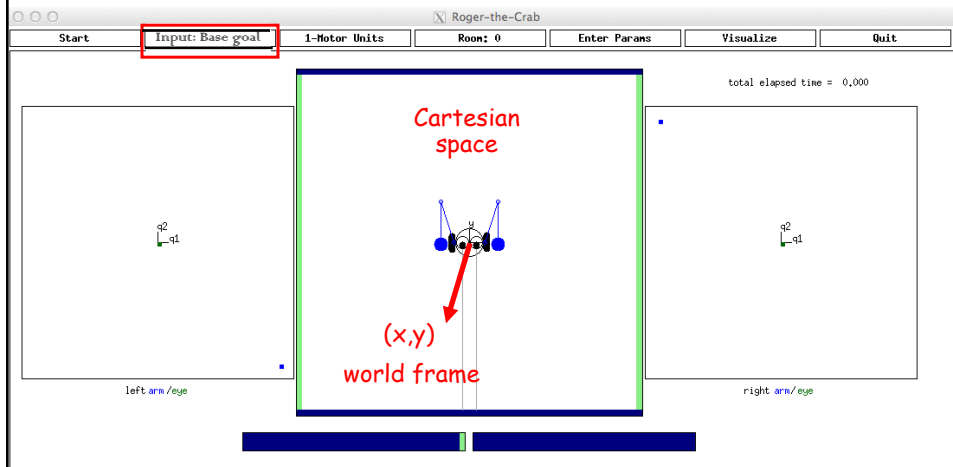 Roger-the-Crab
Start
Input: Base goal
1-Motor Units
Room: 0
Enter Params
Visualize
Quit
total elapsed time = 0.000
Cartesian
space
q2
q1
y
q2
q1
(x,y)
world frame
left arm/eye
right arm/eye